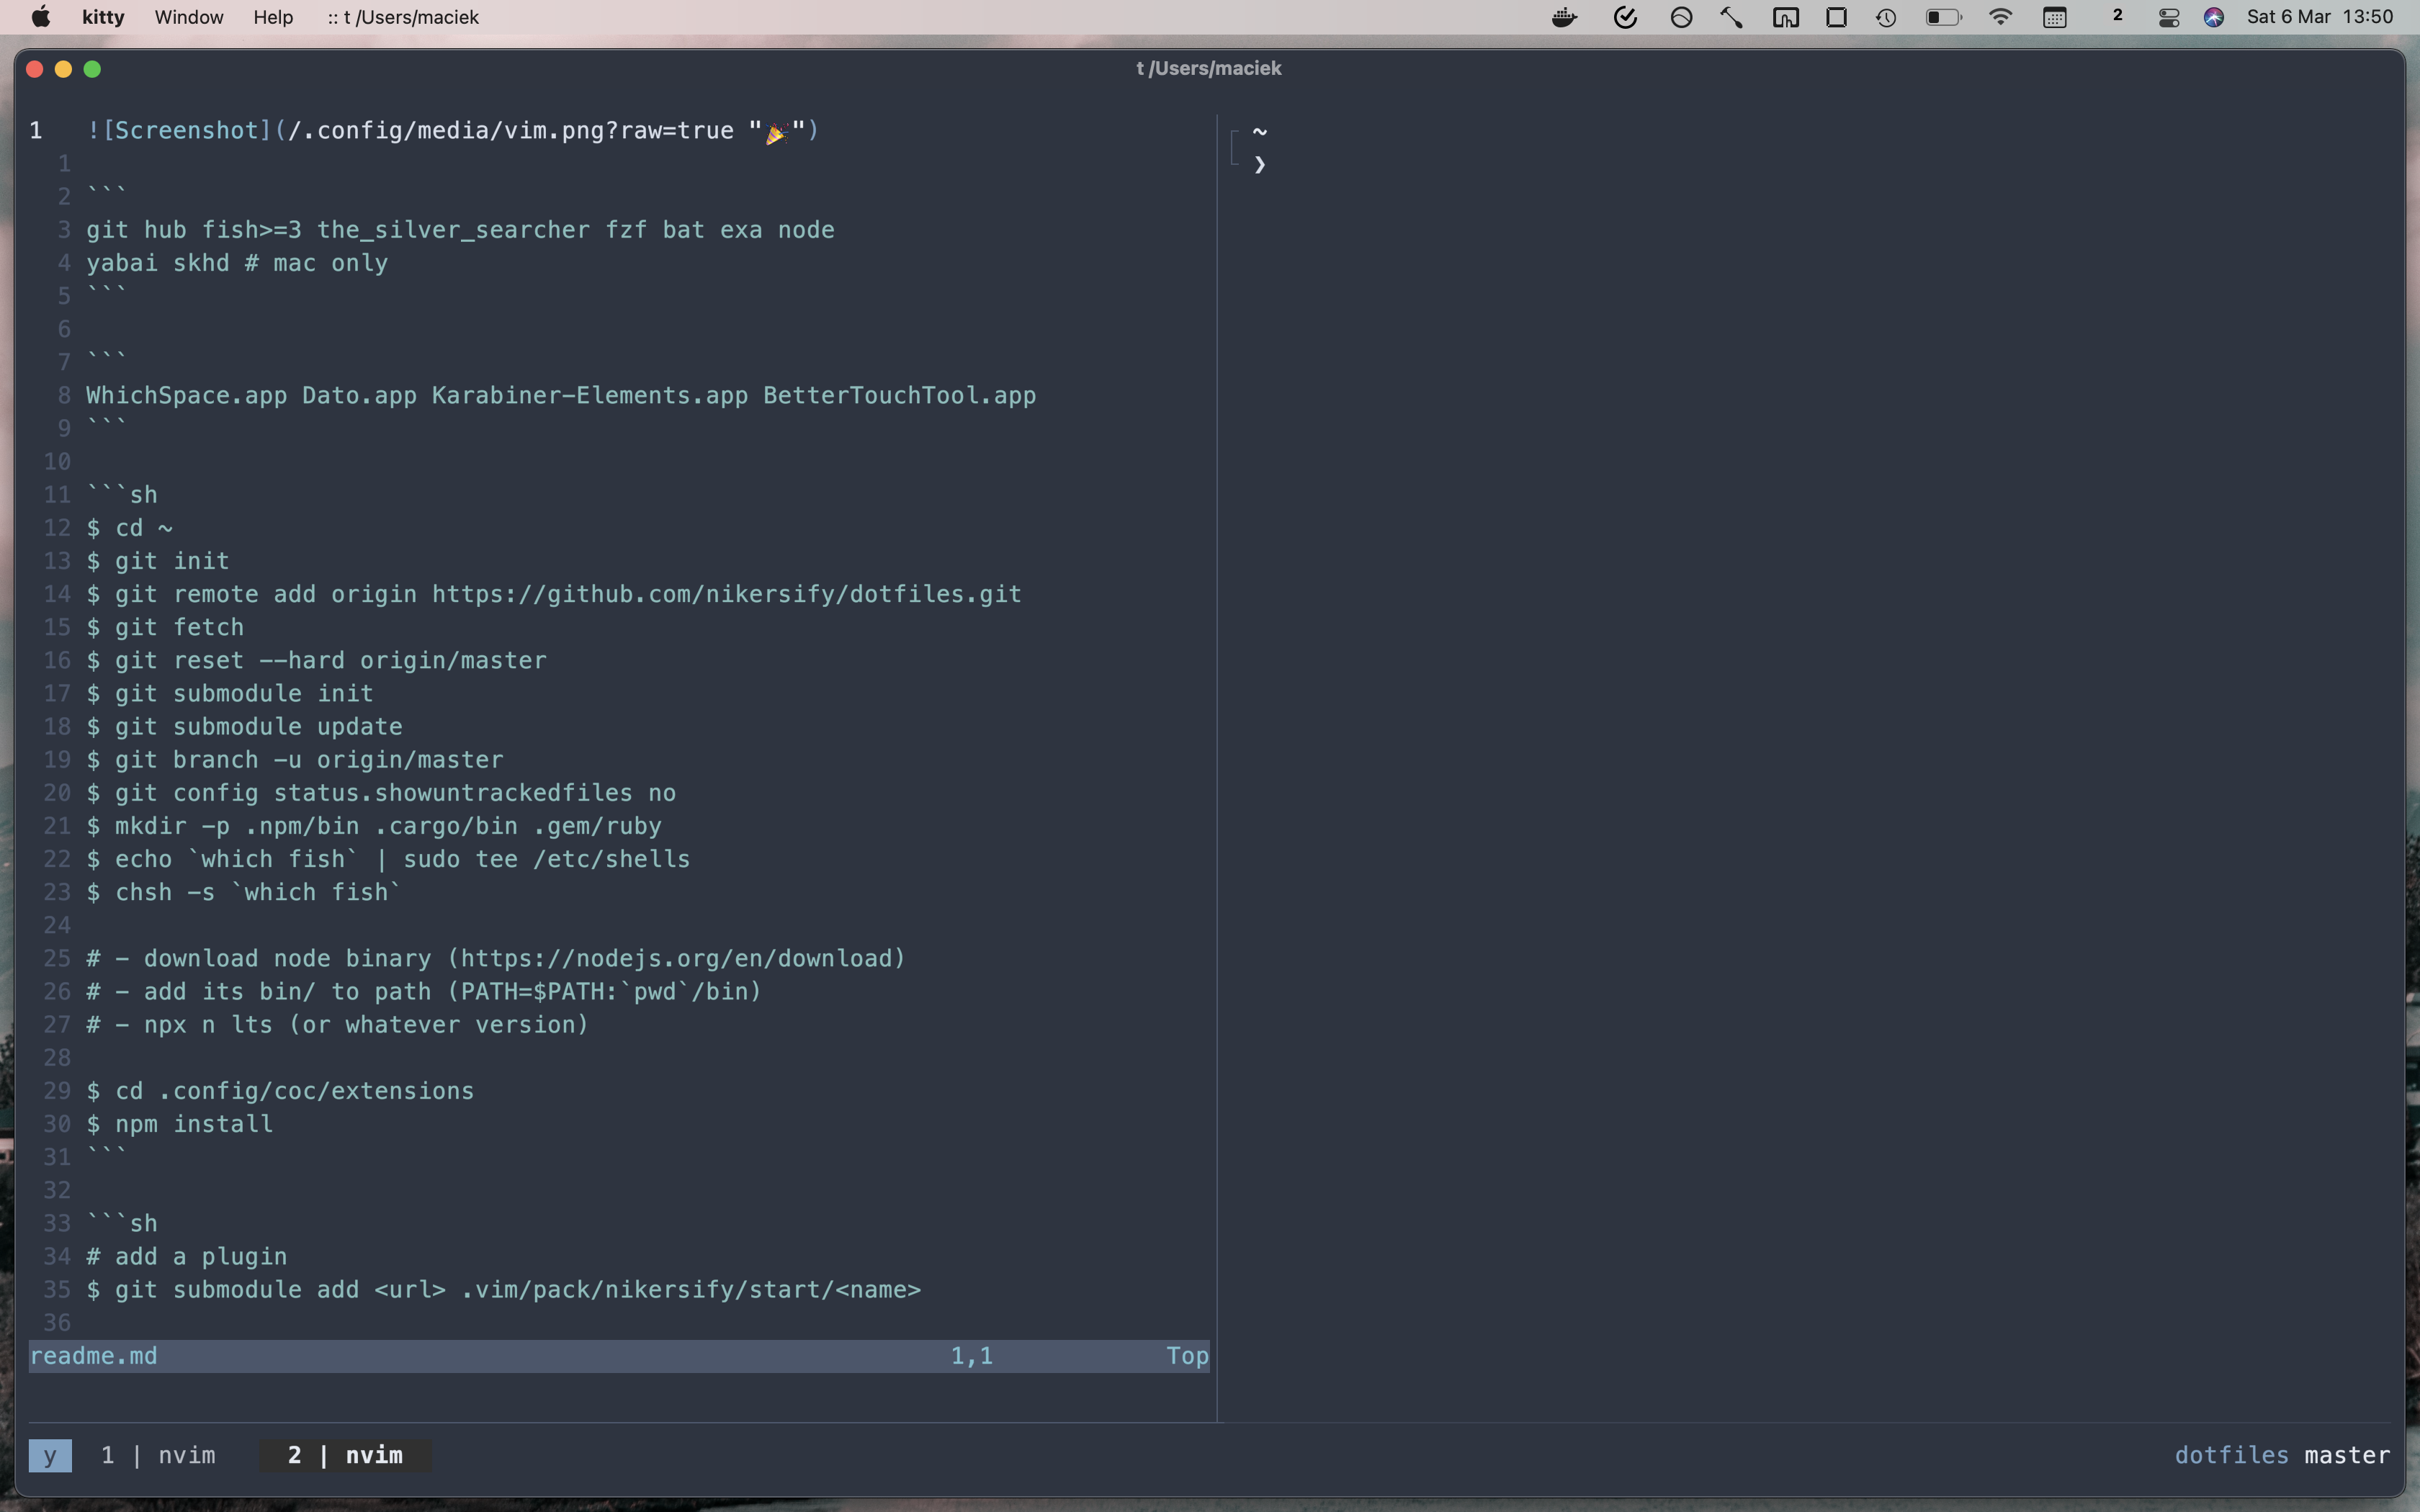 kitty Window Help :: t /Users/maciek 2 Sat 6 Mar 13:50
t /Users/maciek
1 ![Screenshot](/.config/media/vim.png?raw=true "🎉")
1
2 ```
3 git hub fish>=3 the_silver_searcher fzf bat exa node
4 yabai skhd # mac only
5 ```
6
7 ```
8 WhichSpace.app Dato.app Karabiner-Elements.app BetterTouchTool.app
9 ```
10
11 ```sh
12 $ cd ~
13 $ git init
14 $ git remote add origin https://github.com/nikersify/dotfiles.git
15 $ git fetch
16 $ git reset --hard origin/master
17 $ git submodule init
18 $ git submodule update
19 $ git branch -u origin/master
20 $ git config status.showuntrackedfiles no
21 $ mkdir -p .npm/bin .cargo/bin .gem/ruby
22 $ echo `which fish` | sudo tee /etc/shells
23 $ chsh -s `which fish`
24
25 # - download node binary (https://nodejs.org/en/download)
26 # - add its bin/ to path (PATH=$PATH:`pwd`/bin)
27 # - npx n lts (or whatever version)
28
29 $ cd .config/coc/extensions
30 $ npm install
31 ```
32
33 ```sh
34 # add a plugin
35 $ git submodule add <url> .vim/pack/nikersify/start/<name>
36
readme.md 1,1 Top
~
❯
y 1 | nvim 2 | nvim dotfiles master